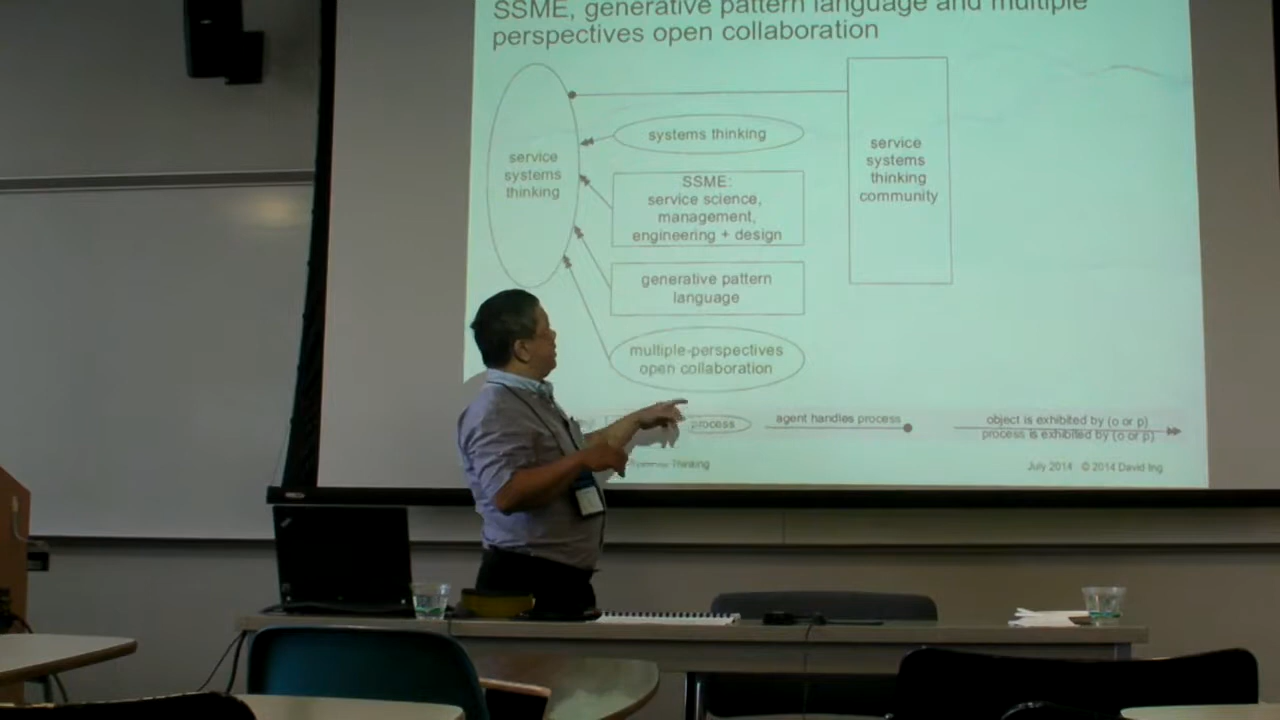 SSME, generative pattern language and multiple
perspectives open collaboration
service
systems
thinking
systems thinking
SSME:
service science,
management,
engineering + design
generative pattern
language
multiple-perspectives
open collaboration
service
systems
thinking
community
process
agent handles process
object is exhibited by (o or p)
process is exhibited by (o or p)
Thinking
July 2014 © 2014 David Ing